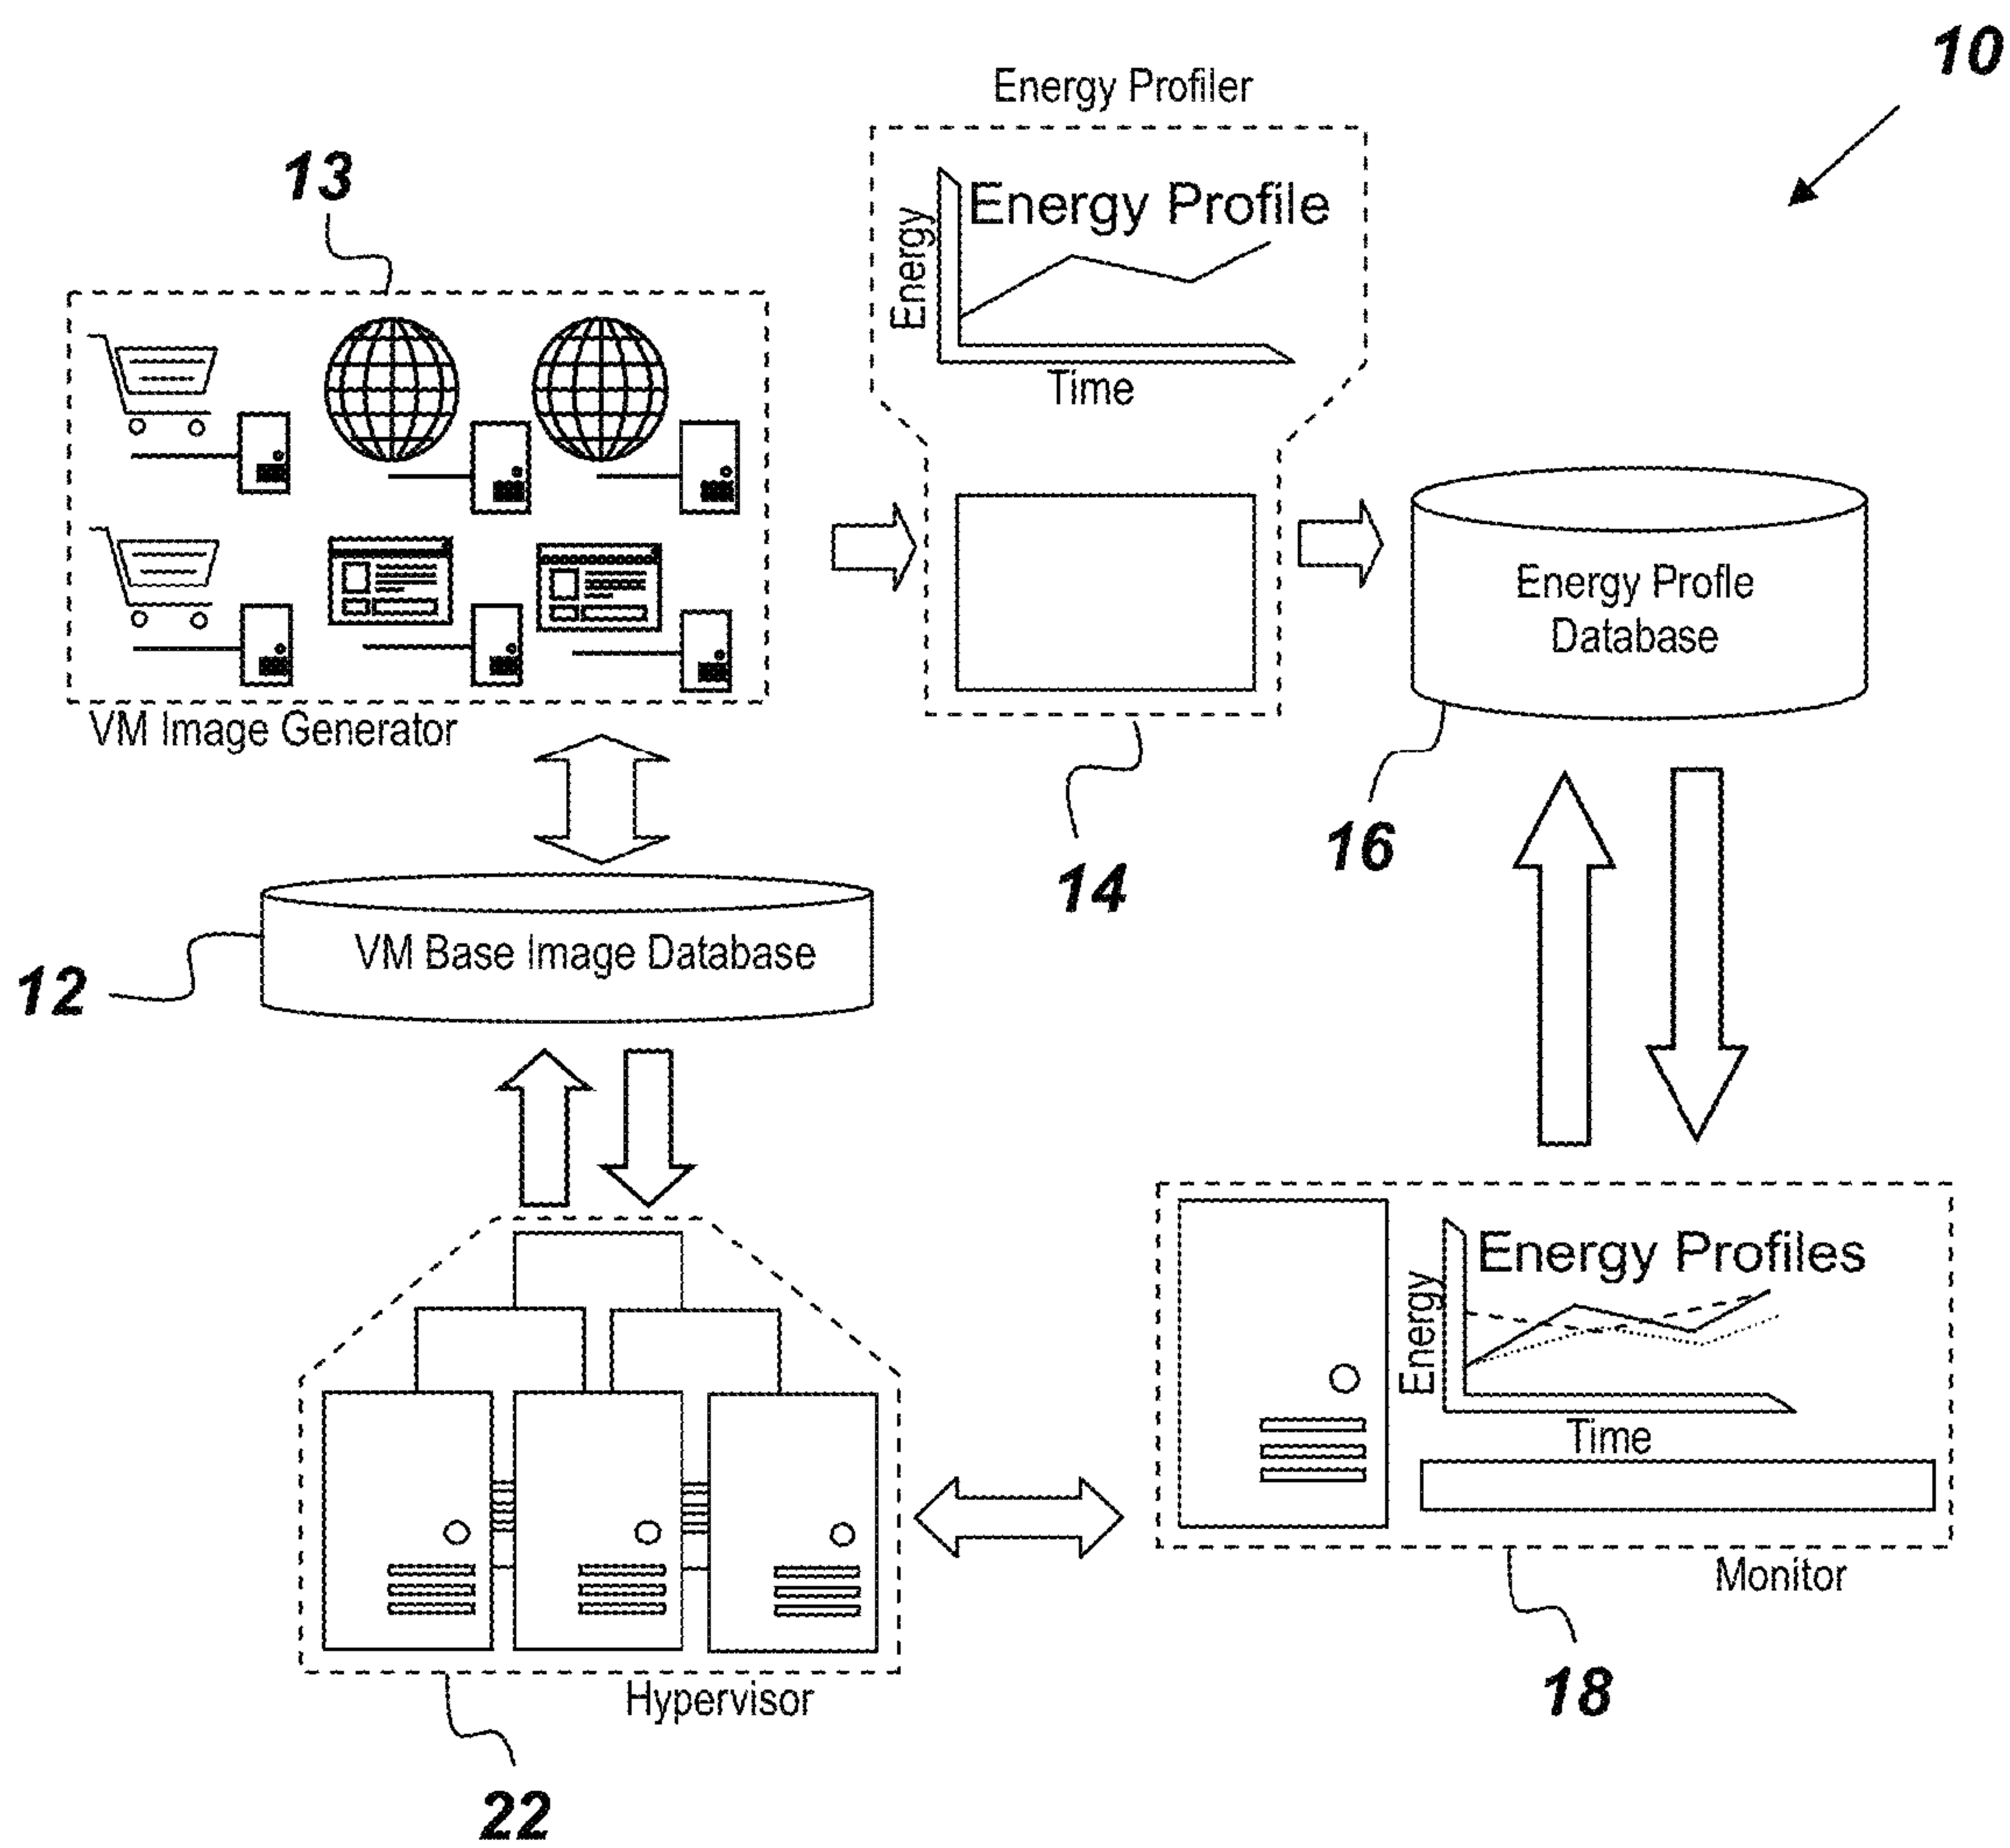 10
Energy Profiler
13
Energy Profile
Energy
Time
VM Image Generator
Energy Profle
Database
14
16
12
VM Base Image Database
Energy Profiles
Energy
Time
Monitor
18
Hypervisor
22